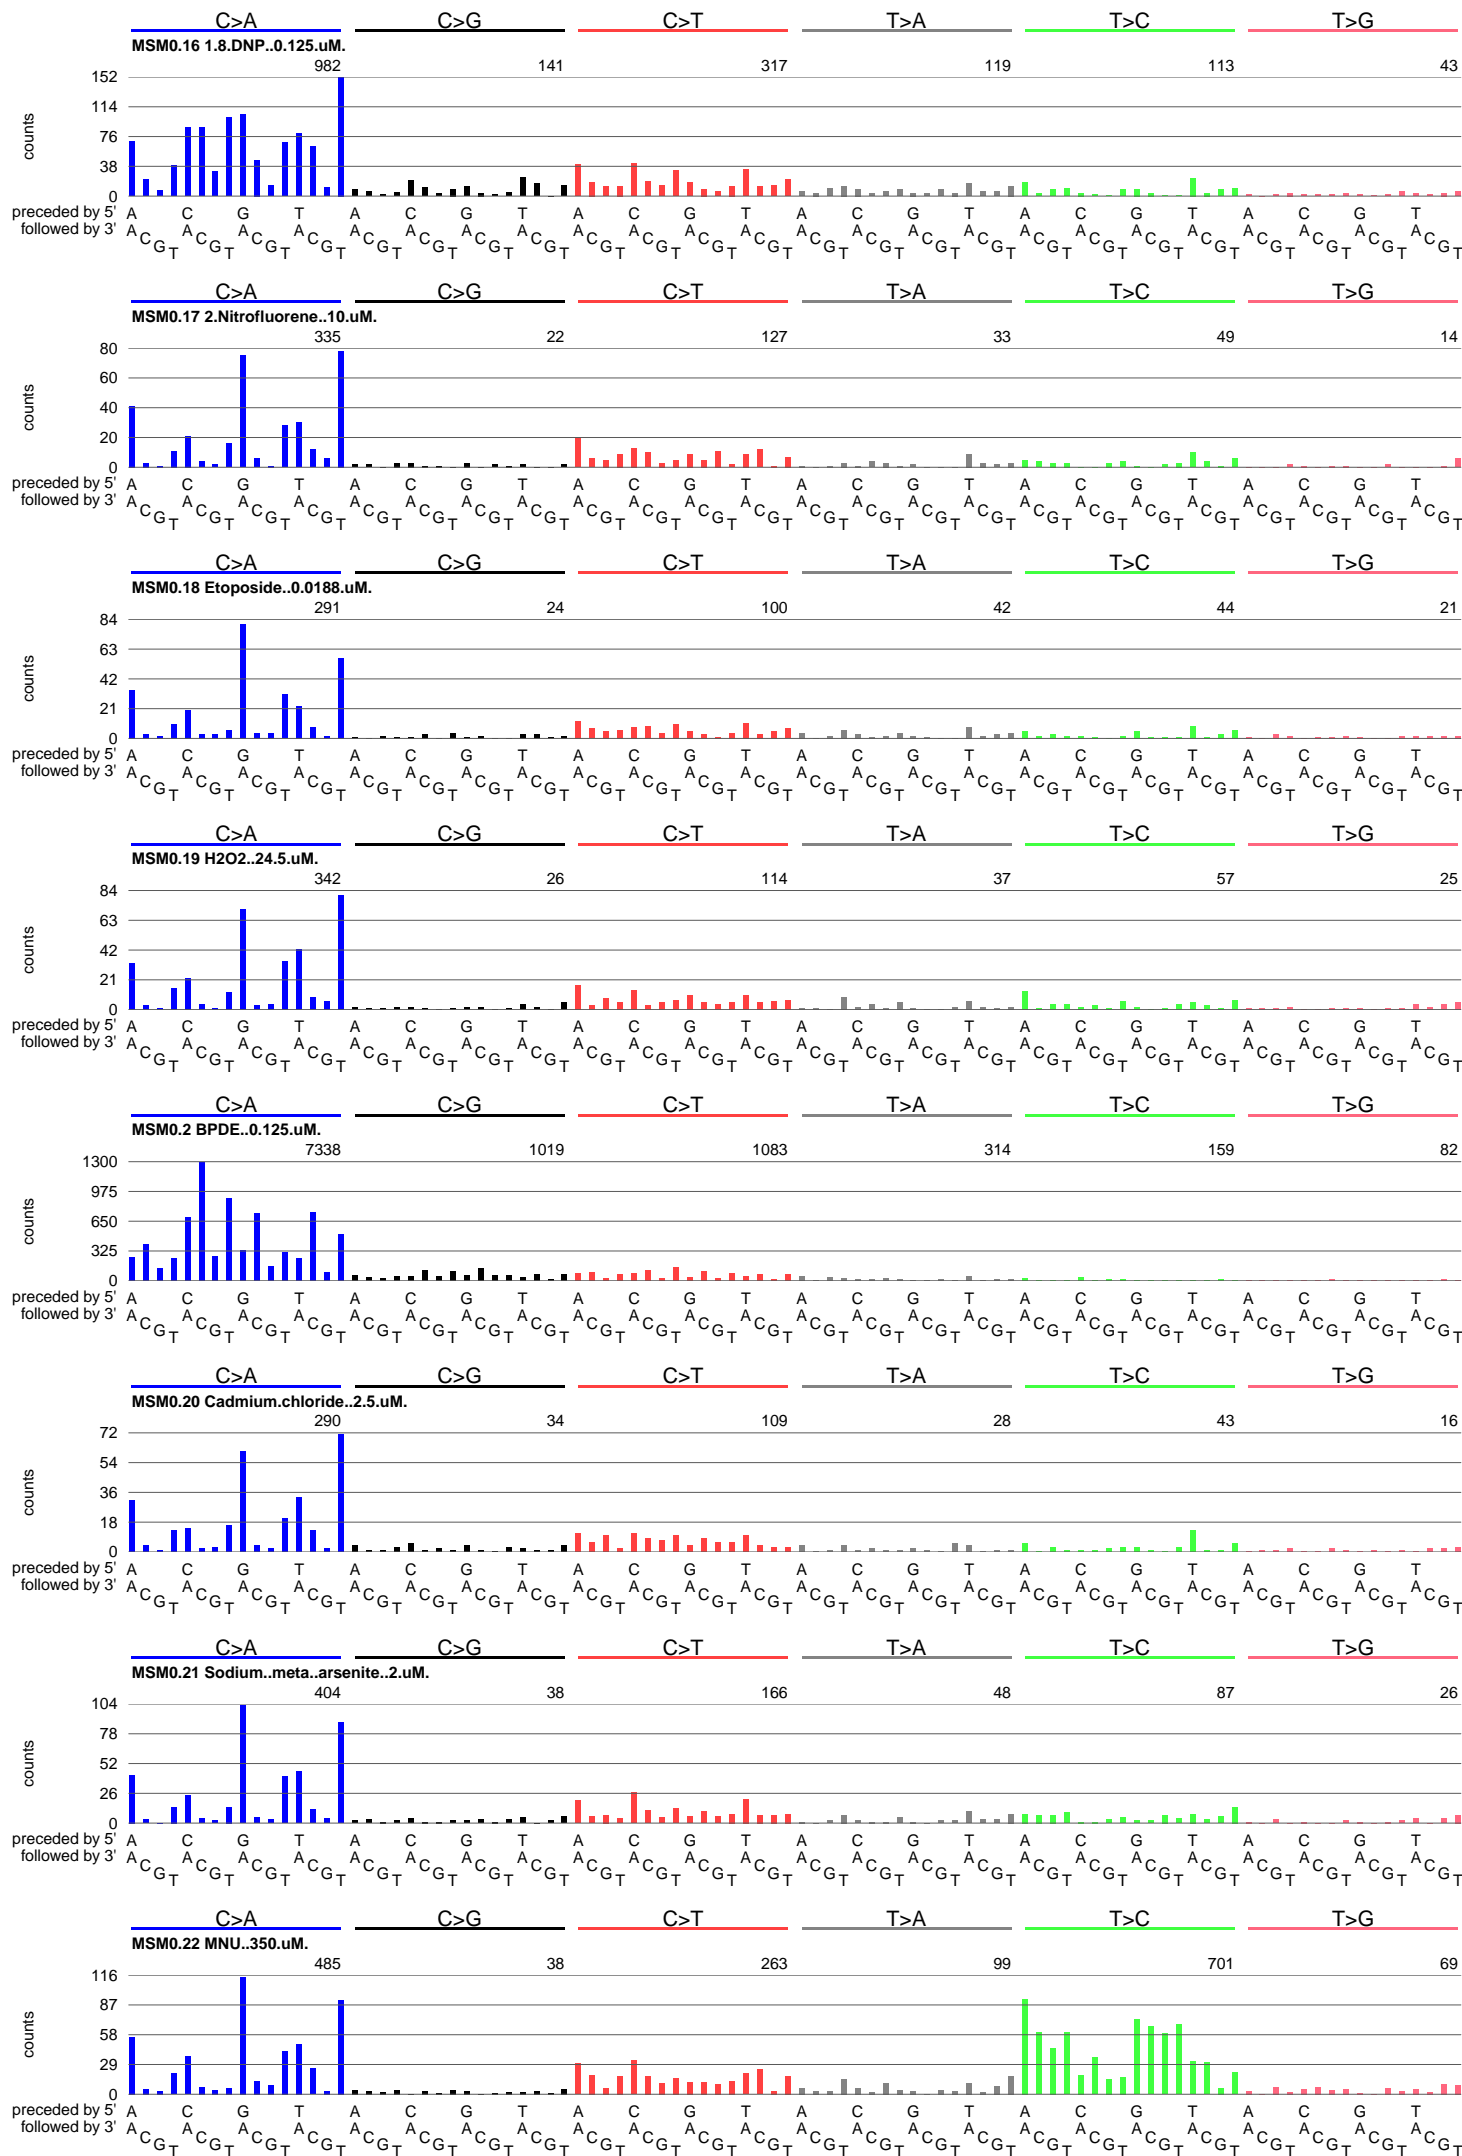 C>A C>G C>T T>A T>C T>G
MSM0.16 1.8.DNP..0.125.uM.
982 141 317 119 113 43
152
114
76
38
0
counts
preceded by 5' A C G T A C G T A C G T A C G T A C G T A C G T
followed by 3' A C G T A C G T A C G T A C G T A C G T A C G T A C G T A C G T A C G T A C G T A C G T A C G T A C G T A C G T A C G T A C G T A C G T A C G T A C G T A C G T A C G T A C G T A C G T A C G T
C>A C>G C>T T>A T>C T>G
MSM0.17 2.Nitrofluorene..10.uM.
335 22 127 33 49 14
80
60
40
20
0
counts
preceded by 5' A C G T A C G T A C G T A C G T A C G T A C G T
followed by 3' A C G T A C G T A C G T A C G T A C G T A C G T A C G T A C G T A C G T A C G T A C G T A C G T A C G T A C G T A C G T A C G T A C G T A C G T A C G T A C G T A C G T A C G T A C G T A C G T
C>A C>G C>T T>A T>C T>G
MSM0.18 Etoposide..0.0188.uM.
291 24 100 42 44 21
84
63
42
21
0
counts
preceded by 5' A C G T A C G T A C G T A C G T A C G T A C G T
followed by 3' A C G T A C G T A C G T A C G T A C G T A C G T A C G T A C G T A C G T A C G T A C G T A C G T A C G T A C G T A C G T A C G T A C G T A C G T A C G T A C G T A C G T A C G T A C G T A C G T
C>A C>G C>T T>A T>C T>G
MSM0.19 H2O2..24.5.uM.
342 26 114 37 57 25
84
63
42
21
0
counts
preceded by 5' A C G T A C G T A C G T A C G T A C G T A C G T
followed by 3' A C G T A C G T A C G T A C G T A C G T A C G T A C G T A C G T A C G T A C G T A C G T A C G T A C G T A C G T A C G T A C G T A C G T A C G T A C G T A C G T A C G T A C G T A C G T A C G T
C>A C>G C>T T>A T>C T>G
MSM0.2 BPDE..0.125.uM.
7338 1019 1083 314 159 82
1300
975
650
325
0
counts
preceded by 5' A C G T A C G T A C G T A C G T A C G T A C G T
followed by 3' A C G T A C G T A C G T A C G T A C G T A C G T A C G T A C G T A C G T A C G T A C G T A C G T A C G T A C G T A C G T A C G T A C G T A C G T A C G T A C G T A C G T A C G T A C G T A C G T
C>A C>G C>T T>A T>C T>G
MSM0.20 Cadmium.chloride..2.5.uM.
290 34 109 28 43 16
72
54
36
18
0
counts
preceded by 5' A C G T A C G T A C G T A C G T A C G T A C G T
followed by 3' A C G T A C G T A C G T A C G T A C G T A C G T A C G T A C G T A C G T A C G T A C G T A C G T A C G T A C G T A C G T A C G T A C G T A C G T A C G T A C G T A C G T A C G T A C G T A C G T
C>A C>G C>T T>A T>C T>G
MSM0.21 Sodium..meta..arsenite..2.uM.
404 38 166 48 87 26
104
78
52
26
0
counts
preceded by 5' A C G T A C G T A C G T A C G T A C G T A C G T
followed by 3' A C G T A C G T A C G T A C G T A C G T A C G T A C G T A C G T A C G T A C G T A C G T A C G T A C G T A C G T A C G T A C G T A C G T A C G T A C G T A C G T A C G T A C G T A C G T A C G T
C>A C>G C>T T>A T>C T>G
MSM0.22 MNU..350.uM.
485 38 263 99 701 69
116
87
58
29
0
counts
preceded by 5' A C G T A C G T A C G T A C G T A C G T A C G T
followed by 3' A C G T A C G T A C G T A C G T A C G T A C G T A C G T A C G T A C G T A C G T A C G T A C G T A C G T A C G T A C G T A C G T A C G T A C G T A C G T A C G T A C G T A C G T A C G T A C G T